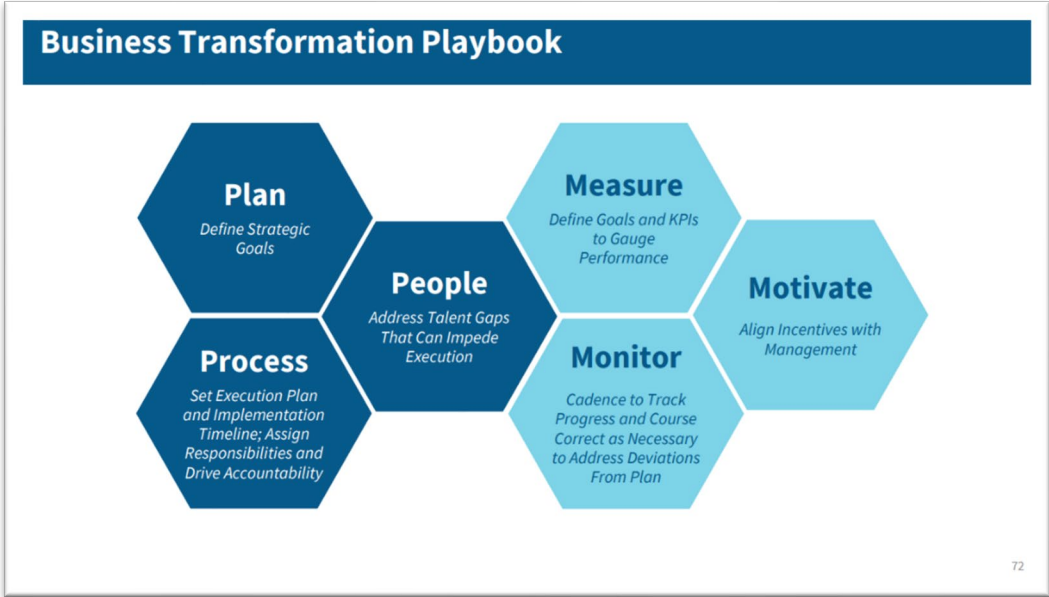 Business Transformation Playbook
Plan
Define Strategic
Goals
Process
Set Execution Plan
and Implementation
Timeline; Assign
Responsibilities and
Drive Accountability
People
Address Talent Gaps
That Can Impede
Execution
Measure
Define Goals and KPIs
to Gauge
Performance
Monitor
Cadence to Track
Progress and Course
Correct as Necessary
to Address Deviations
From Plan
Motivate
Align Incentives with
Management
72